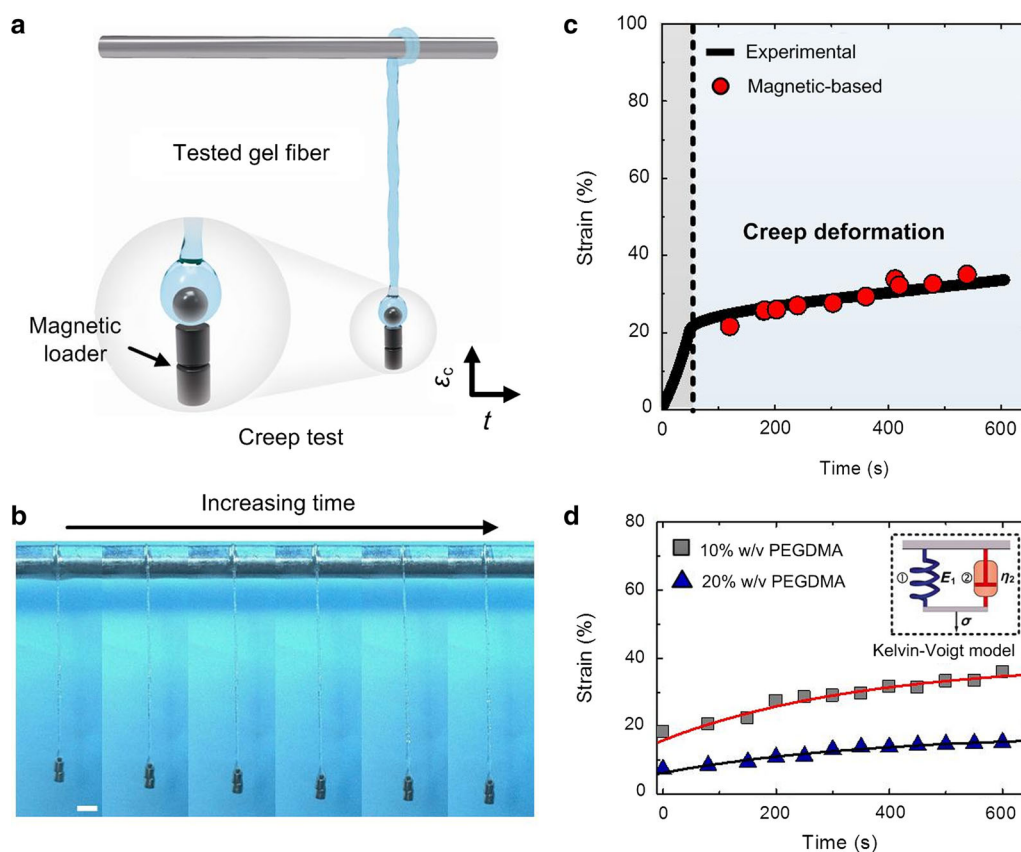 a
Tested gel fiber
Magnetic
loader
εc
t
Creep test
b
Increasing time
c
100
80
60
40
20
0
Strain (%)
Experimental
Magnetic-based
Creep deformation
0 200 400 600
Time (s)
d
80
60
40
20
0
Strain (%)
10% w/v PEGDMA
20% w/v PEGDMA
① E1 ② η2
σ
Kelvin-Voigt model
0 200 400 600
Time (s)